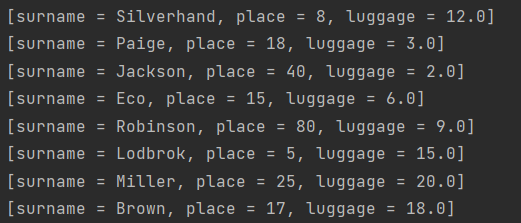 [surname = Silverhand, place = 8, luggage = 12.0]
[surname = Paige, place = 18, luggage = 3.0]
[surname = Jackson, place = 40, luggage = 2.0]
[surname = Eco, place = 15, luggage = 6.0]
[surname = Robinson, place = 80, luggage = 9.0]
[surname = Lodbrok, place = 5, luggage = 15.0]
[surname = Miller, place = 25, luggage = 20.0]
[surname = Brown, place = 17, luggage = 18.0]